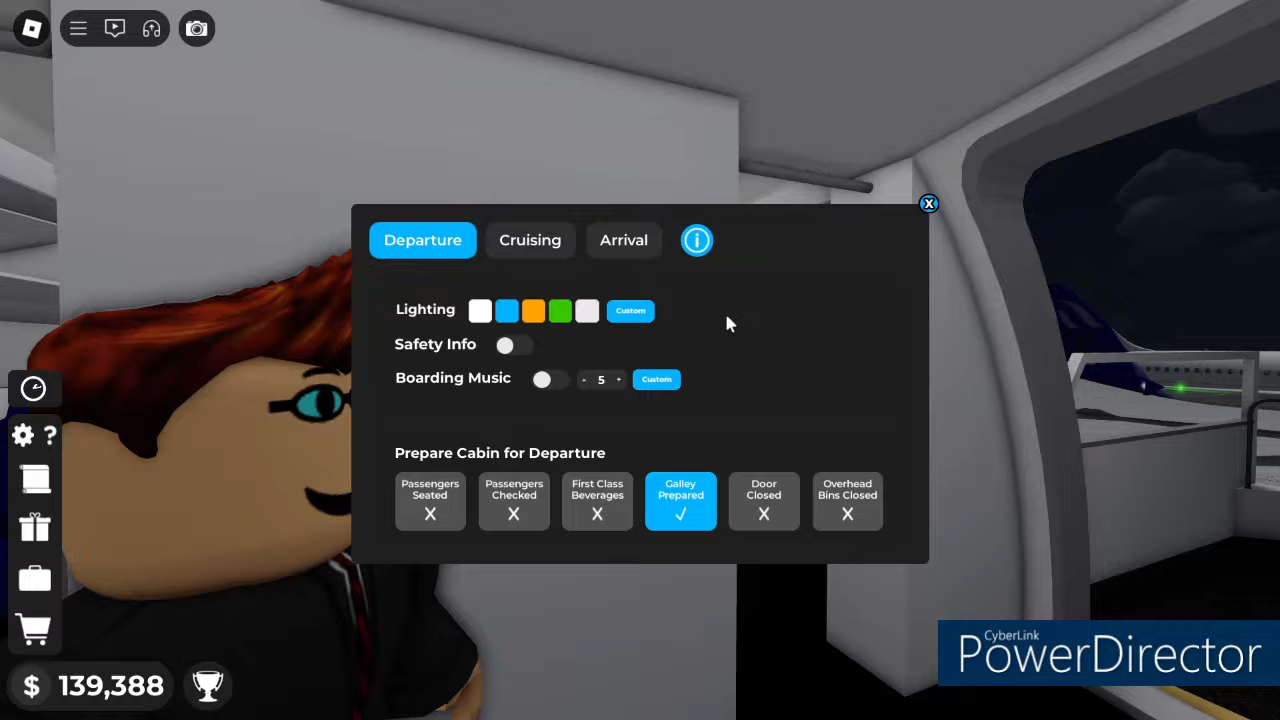 Departure Cruising Arrival i X
Lighting Custom
Safety Info
Boarding Music - 5 + Custom
Prepare Cabin for Departure
Passengers Seated X
Passengers Checked X
First Class Beverages X
Galley Prepared ✓
Door Closed X
Overhead Bins Closed X
?
$ 139,388
CyberLink
PowerDirector